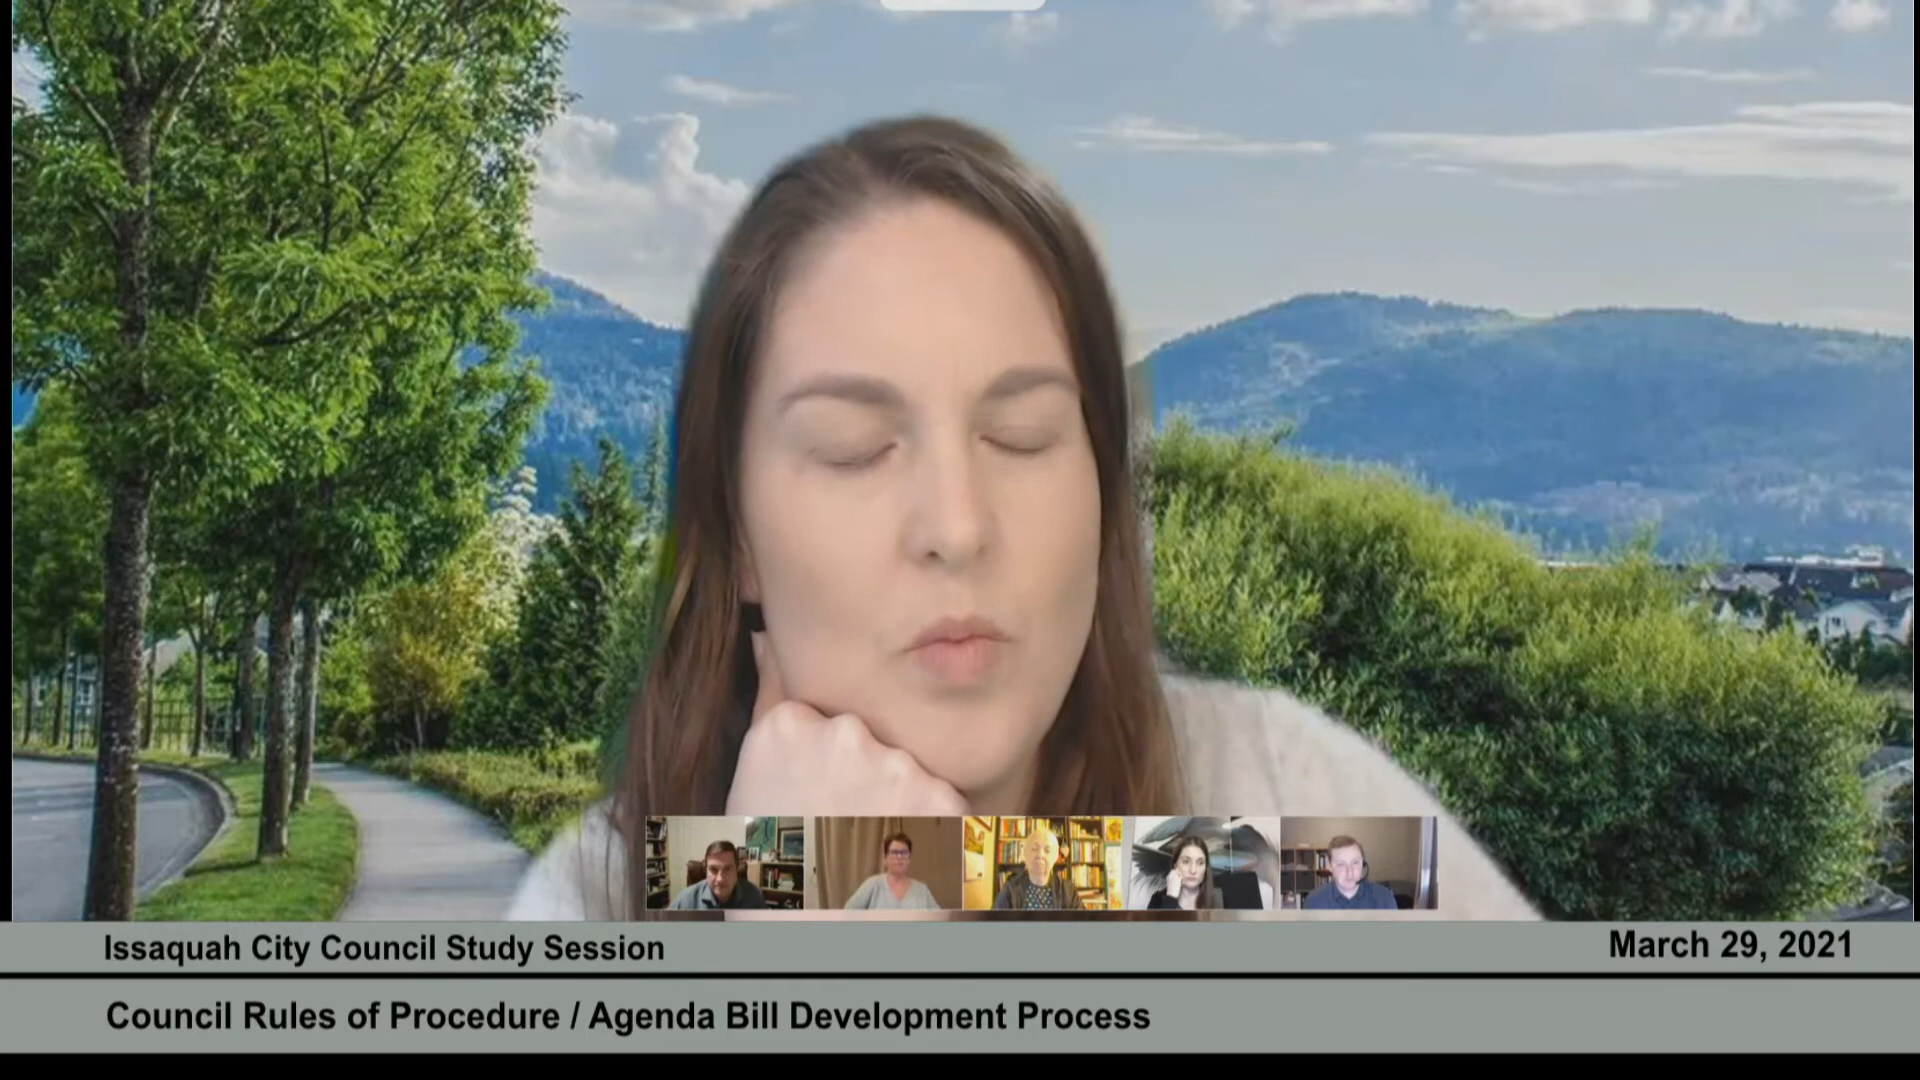 Issaquah City Council Study Session
March 29, 2021
Council Rules of Procedure / Agenda Bill Development Process